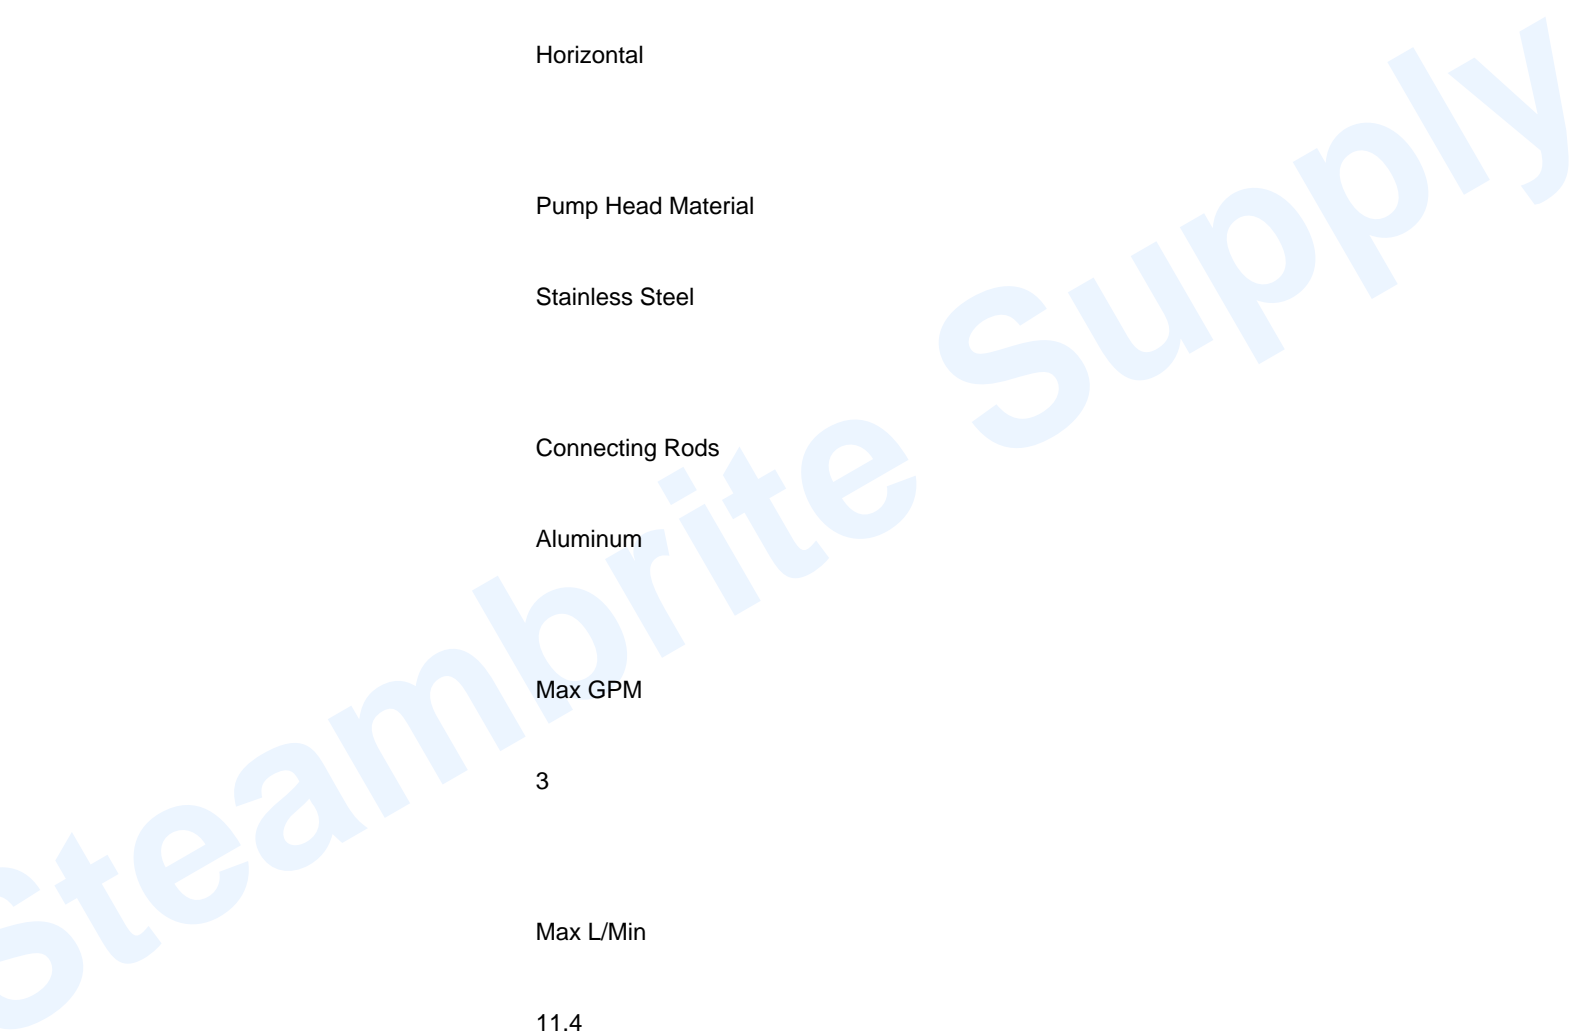 Horizontal
Pump Head Material
Stainless Steel
Connecting Rods
Aluminum
Max GPM
3
Max L/Min
11.4
Steambrite Supply